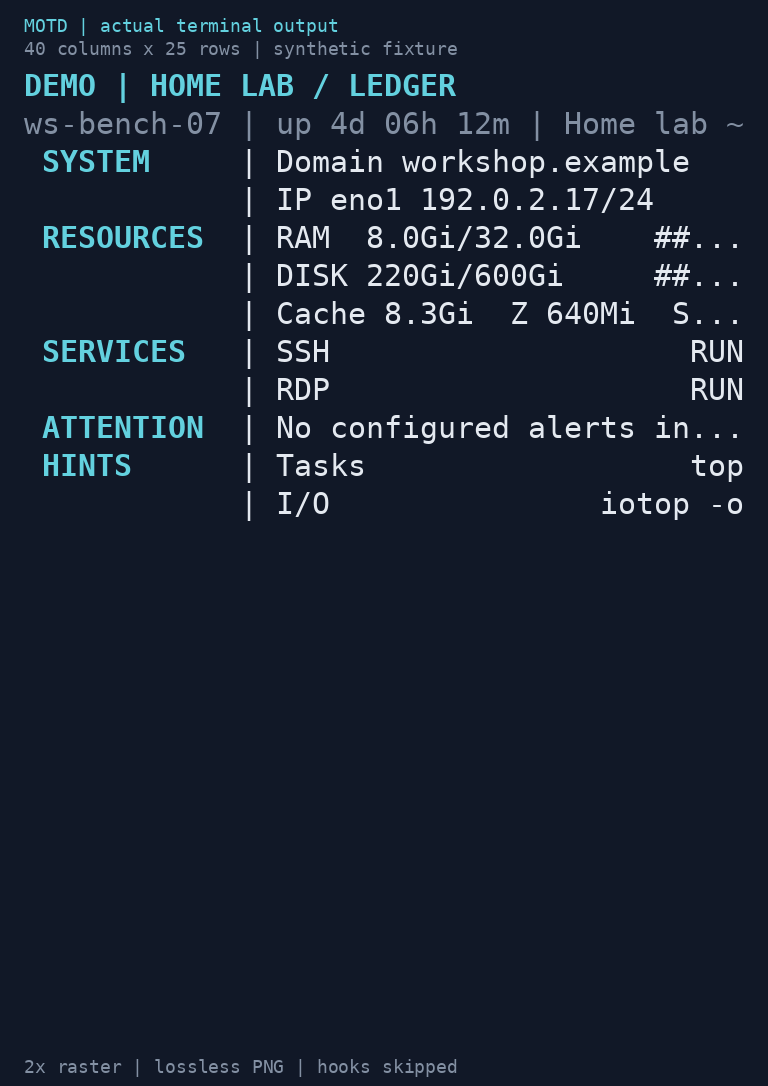 MOTD | actual terminal output
40 columns x 25 rows | synthetic fixture
DEMO | HOME LAB / LEDGER
ws-bench-07 | up 4d 06h 12m | Home lab ~
SYSTEM | Domain workshop.example
| IP eno1 192.0.2.17/24
RESOURCES | RAM 8.0Gi/32.0Gi ##...
| DISK 220Gi/600Gi ##...
| Cache 8.3Gi Z 640Mi S...
SERVICES | SSH RUN
| RDP RUN
ATTENTION | No configured alerts in...
HINTS | Tasks top
| I/O iotop -o
2x raster | lossless PNG | hooks skipped